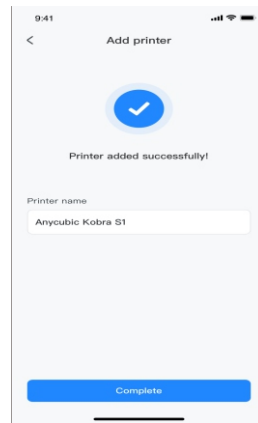 9:41
Add printer
Printer added successfully!
Printer name
Anycubic Kobra S1
Complete